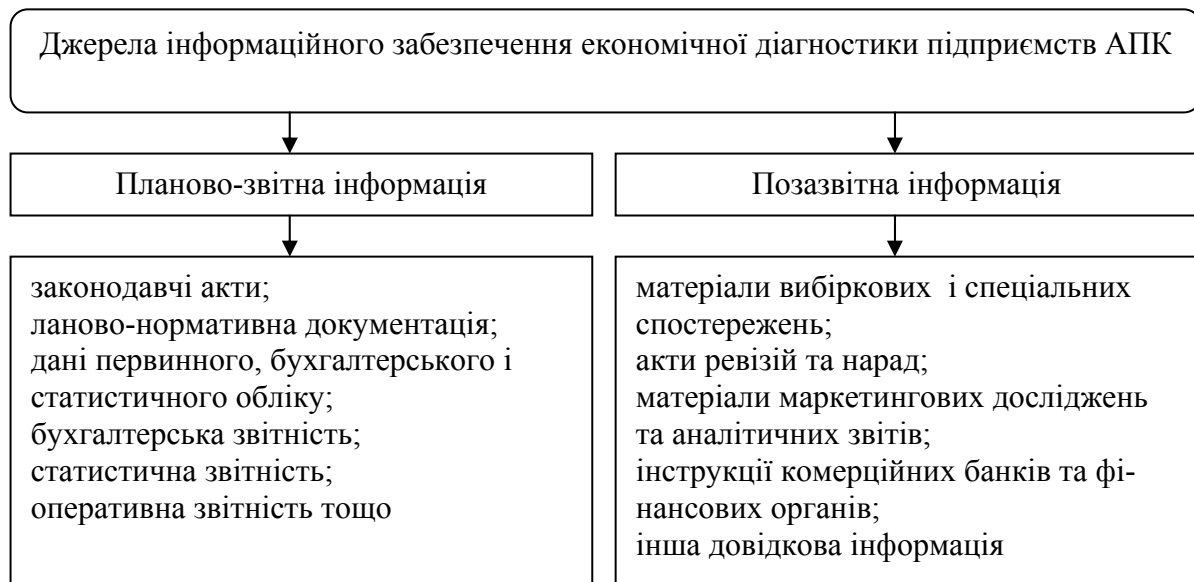 Джерела інформаційного забезпечення економічної діагностики підприємств АПК
Планово-звітна інформація
Позазвітна інформація
законодавчі акти;
ланово-нормативна документація;
дані первинного, бухгалтерського і
статистичного обліку;
бухгалтерська звітність;
статистична звітність;
оперативна звітність тощо
матеріали вибіркових і спеціальних
спостережень;
акти ревізій та нарад;
матеріали маркетингових досліджень
та аналітичних звітів;
інструкції комерційних банків та фі-
нансових органів;
інша довідкова інформація